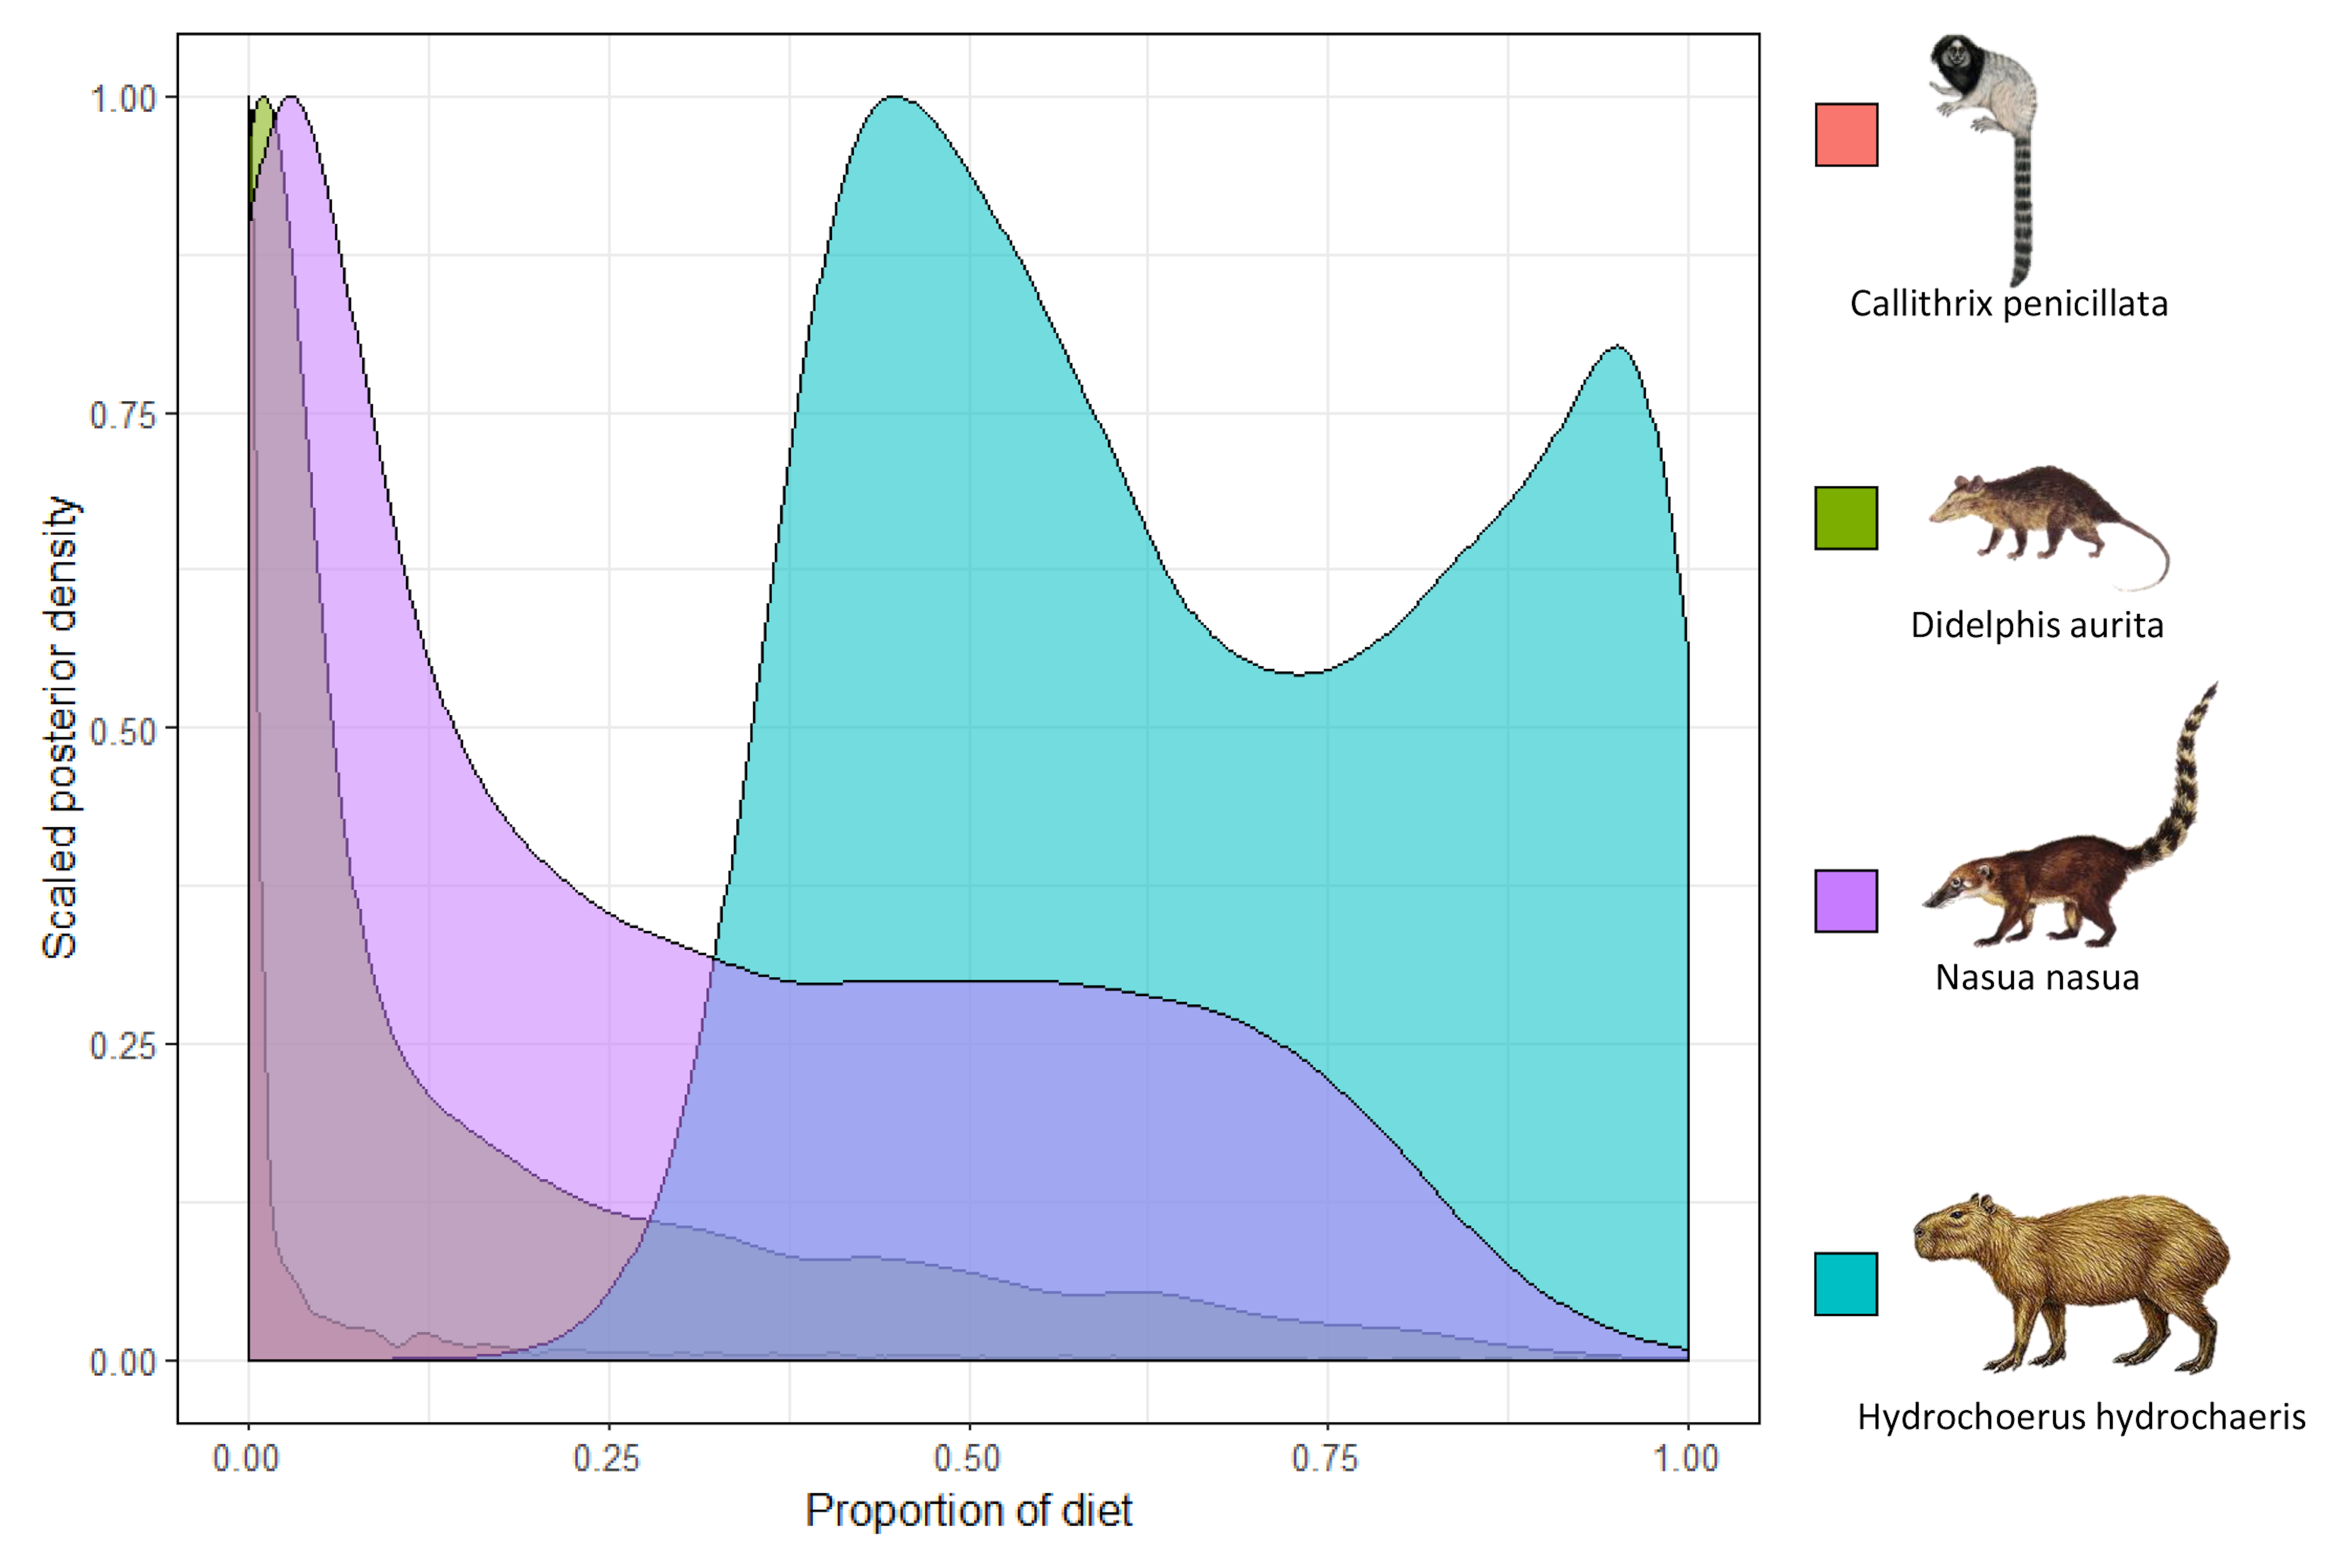 Scaled posterior density
1.00
0.75
0.50
0.25
0.00
0.00 0.25 0.50 0.75 1.00
Proportion of diet
Callithrix penicillata
Didelphis aurita
Nasua nasua
Hydrochoerus hydrochaeris